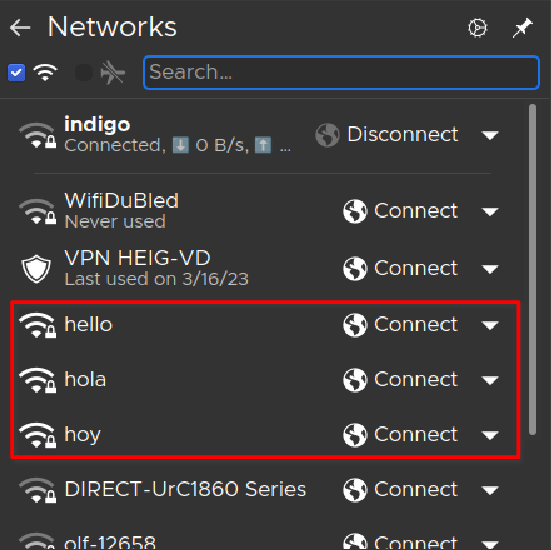 Networks
Search...
indigo
Disconnect
Connected, ⬇ 0 B/s, ⬆ ...
WifiDuBled
Connect
Never used
VPN HEIG-VD
Connect
Last used on 3/16/23
hello
Connect
hola
Connect
hoy
Connect
DIRECT-UrC1860 Series
Connect
olf-12658
Connect